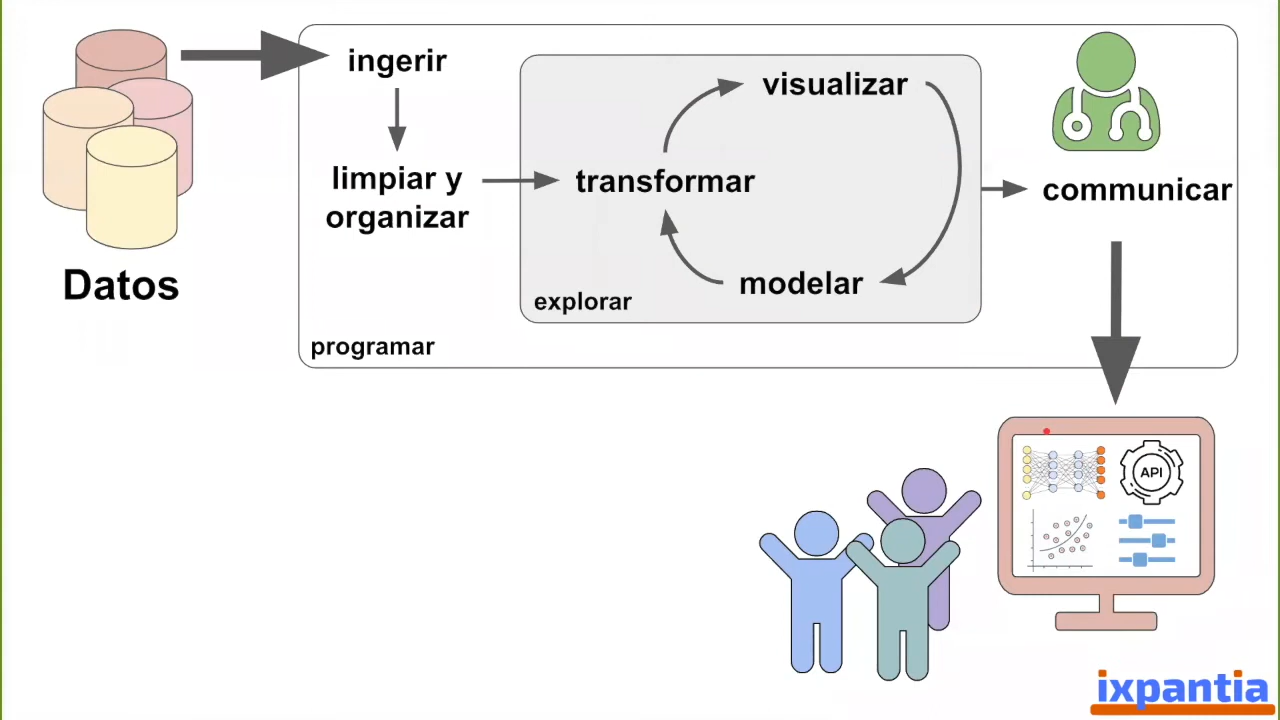 ingerir
visualizar
limpiar y
organizar
transformar
communicar
modelar
Datos
explorar
programar
API
ixpantia